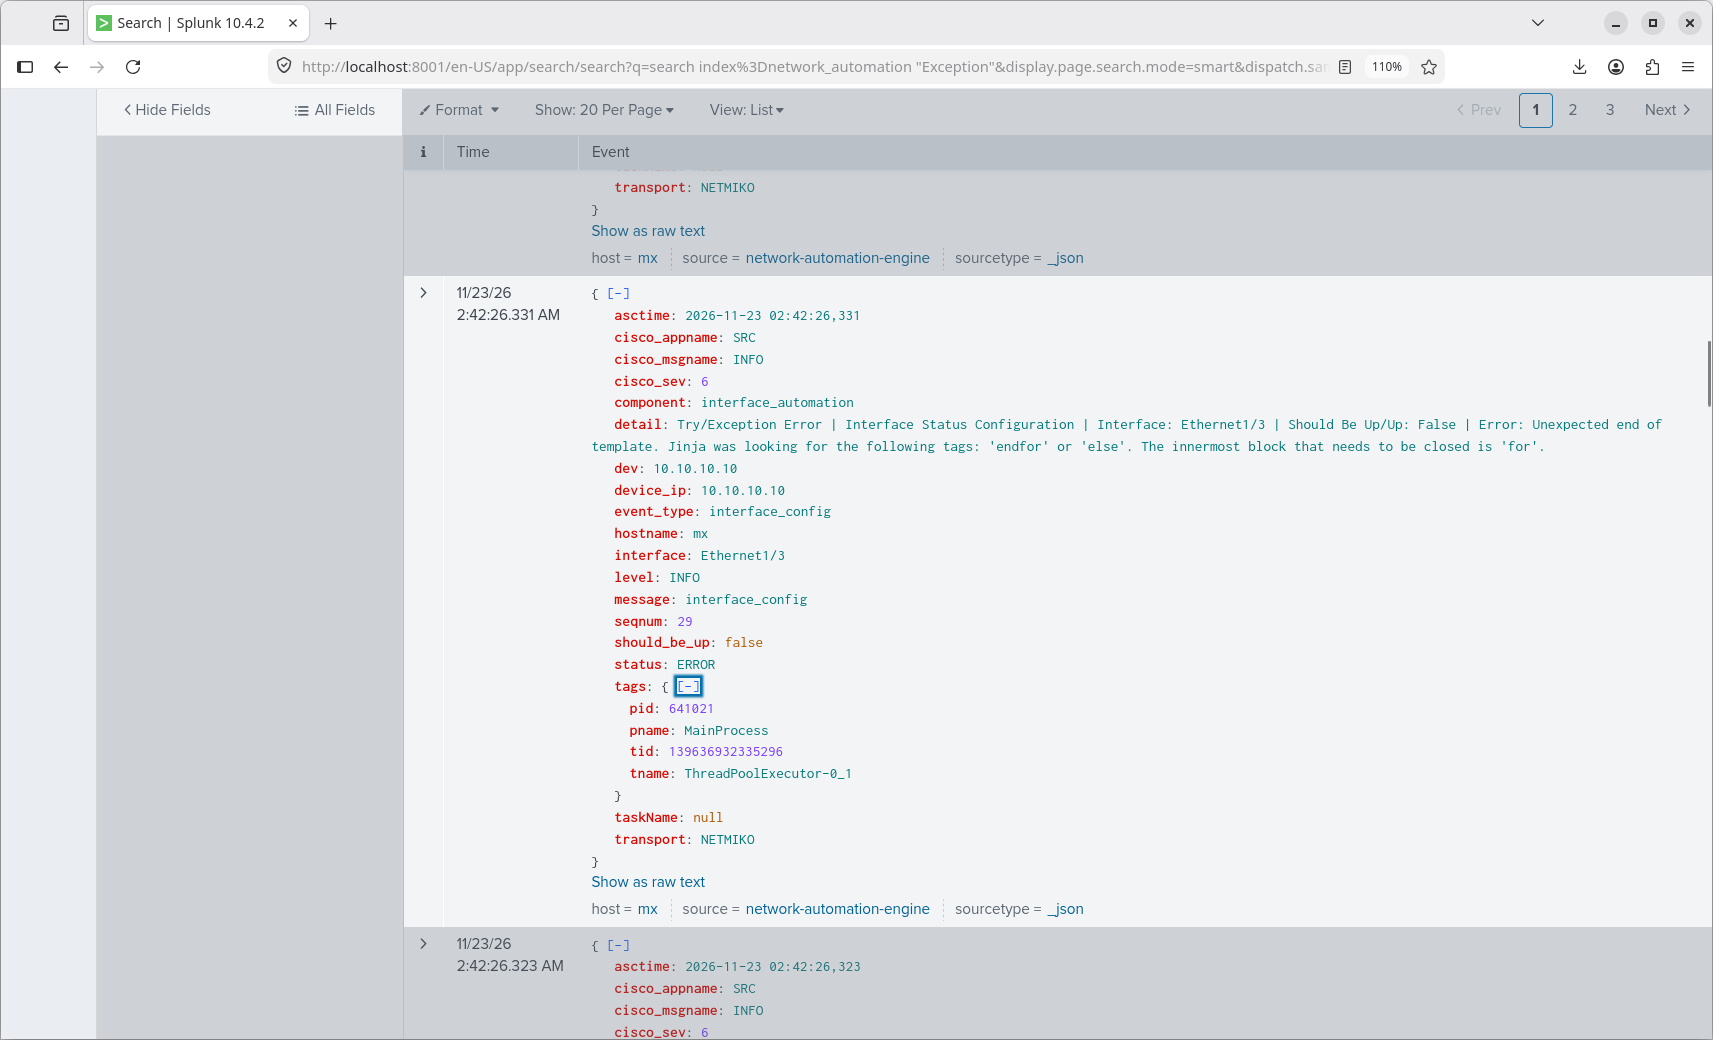 Search | Splunk 10.4.2
http://localhost:8001/en-US/app/search/search?q=search index%3Dnetwork_automation "Exception"&display.page.search.mode=smart&dispatch.sar
110%
Hide Fields
All Fields
Format
Show: 20 Per Page
View: List
Prev
1
2
3
Next
i
Time
Event
transport: NETMIKO
}
Show as raw text
host = mx
source = network-automation-engine
sourcetype = _json
11/23/26
2:42:26.331 AM
{ [-]
asctime: 2026-11-23 02:42:26,331
cisco_appname: SRC
cisco_msgname: INFO
cisco_sev: 6
component: interface_automation
detail: Try/Exception Error | Interface Status Configuration | Interface: Ethernet1/3 | Should Be Up/Up: False | Error: Unexpected end of
template. Jinja was looking for the following tags: 'endfor' or 'else'. The innermost block that needs to be closed is 'for'.
dev: 10.10.10.10
device_ip: 10.10.10.10
event_type: interface_config
hostname: mx
interface: Ethernet1/3
level: INFO
message: interface_config
seqnum: 29
should_be_up: false
status: ERROR
tags: { [-]
pid: 641021
pname: MainProcess
tid: 139636932335296
tname: ThreadPoolExecutor-0_1
}
taskName: null
transport: NETMIKO
}
Show as raw text
host = mx
source = network-automation-engine
sourcetype = _json
11/23/26
2:42:26.323 AM
{ [-]
asctime: 2026-11-23 02:42:26,323
cisco_appname: SRC
cisco_msgname: INFO
cisco_sev: 6